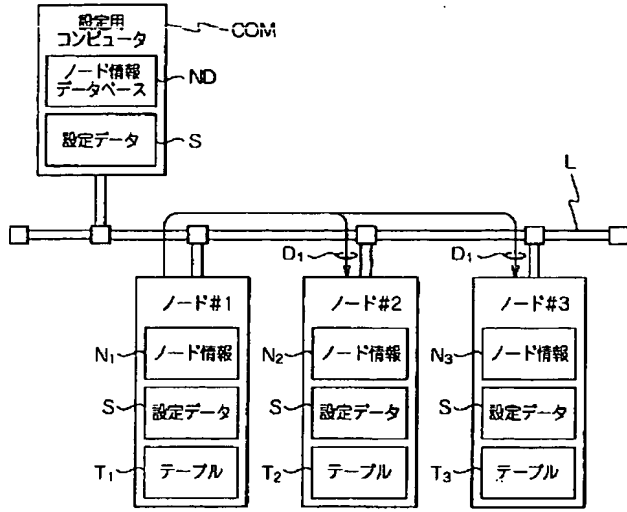 設定用
コンピュータ
COM
ノード情報
データベース
ND
設定データ
S
L
D₁
D₁
ノード#1
ノード#2
ノード#3
N₁
ノード情報
N₂
ノード情報
N₃
ノード情報
S
設定データ
S
設定データ
S
設定データ
T₁
テーブル
T₂
テーブル
T₃
テーブル